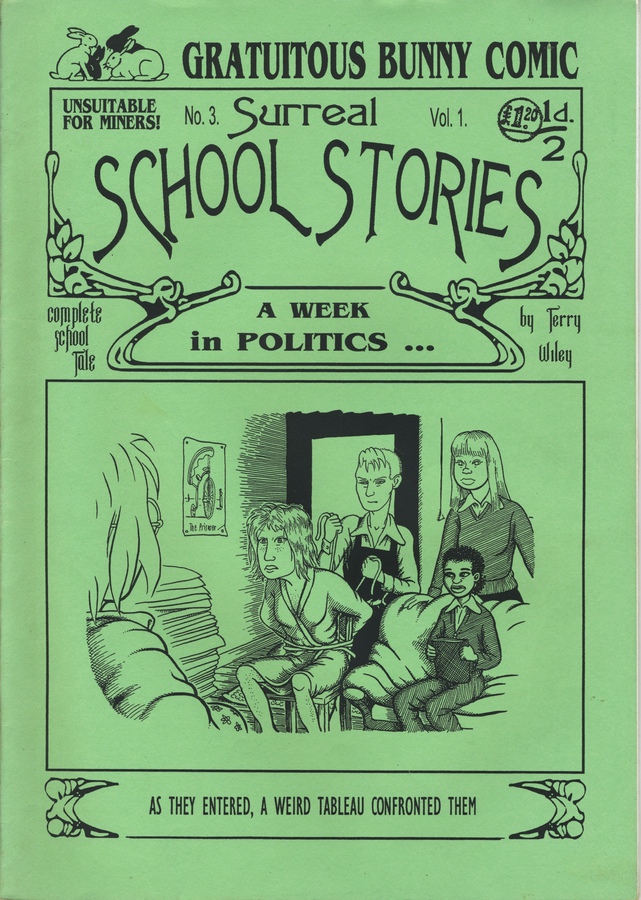 GRATUITOUS BUNNY COMIC
UNSUITABLE
FOR MINERS!
No. 3.
Surreal
Vol. 1.
£1.20
1d.
2
SCHOOL STORIES
complete
school
Tale
A WEEK
in POLITICS ...
by Terry
Wiley
The Prisoner
AS THEY ENTERED, A WEIRD TABLEAU CONFRONTED THEM